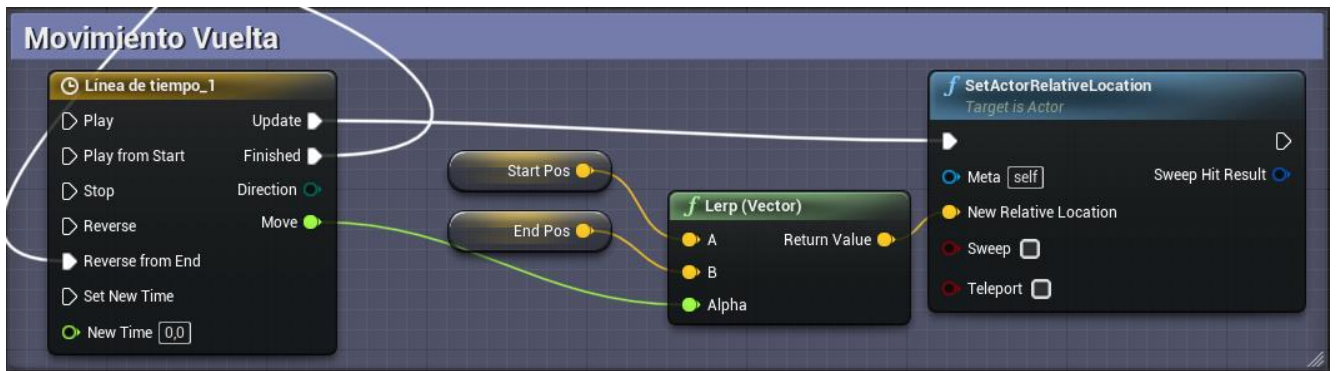 Movimiento Vuelta
Línea de tiempo_1
Play
Update
Play from Start
Finished
Stop
Direction
Reverse
Move
Reverse from End
Set New Time
New Time 0,0
Start Pos
End Pos
f Lerp (Vector)
A
Return Value
B
Alpha
f SetActorRelativeLocation
Target is Actor
Meta self
Sweep Hit Result
New Relative Location
Sweep
Teleport